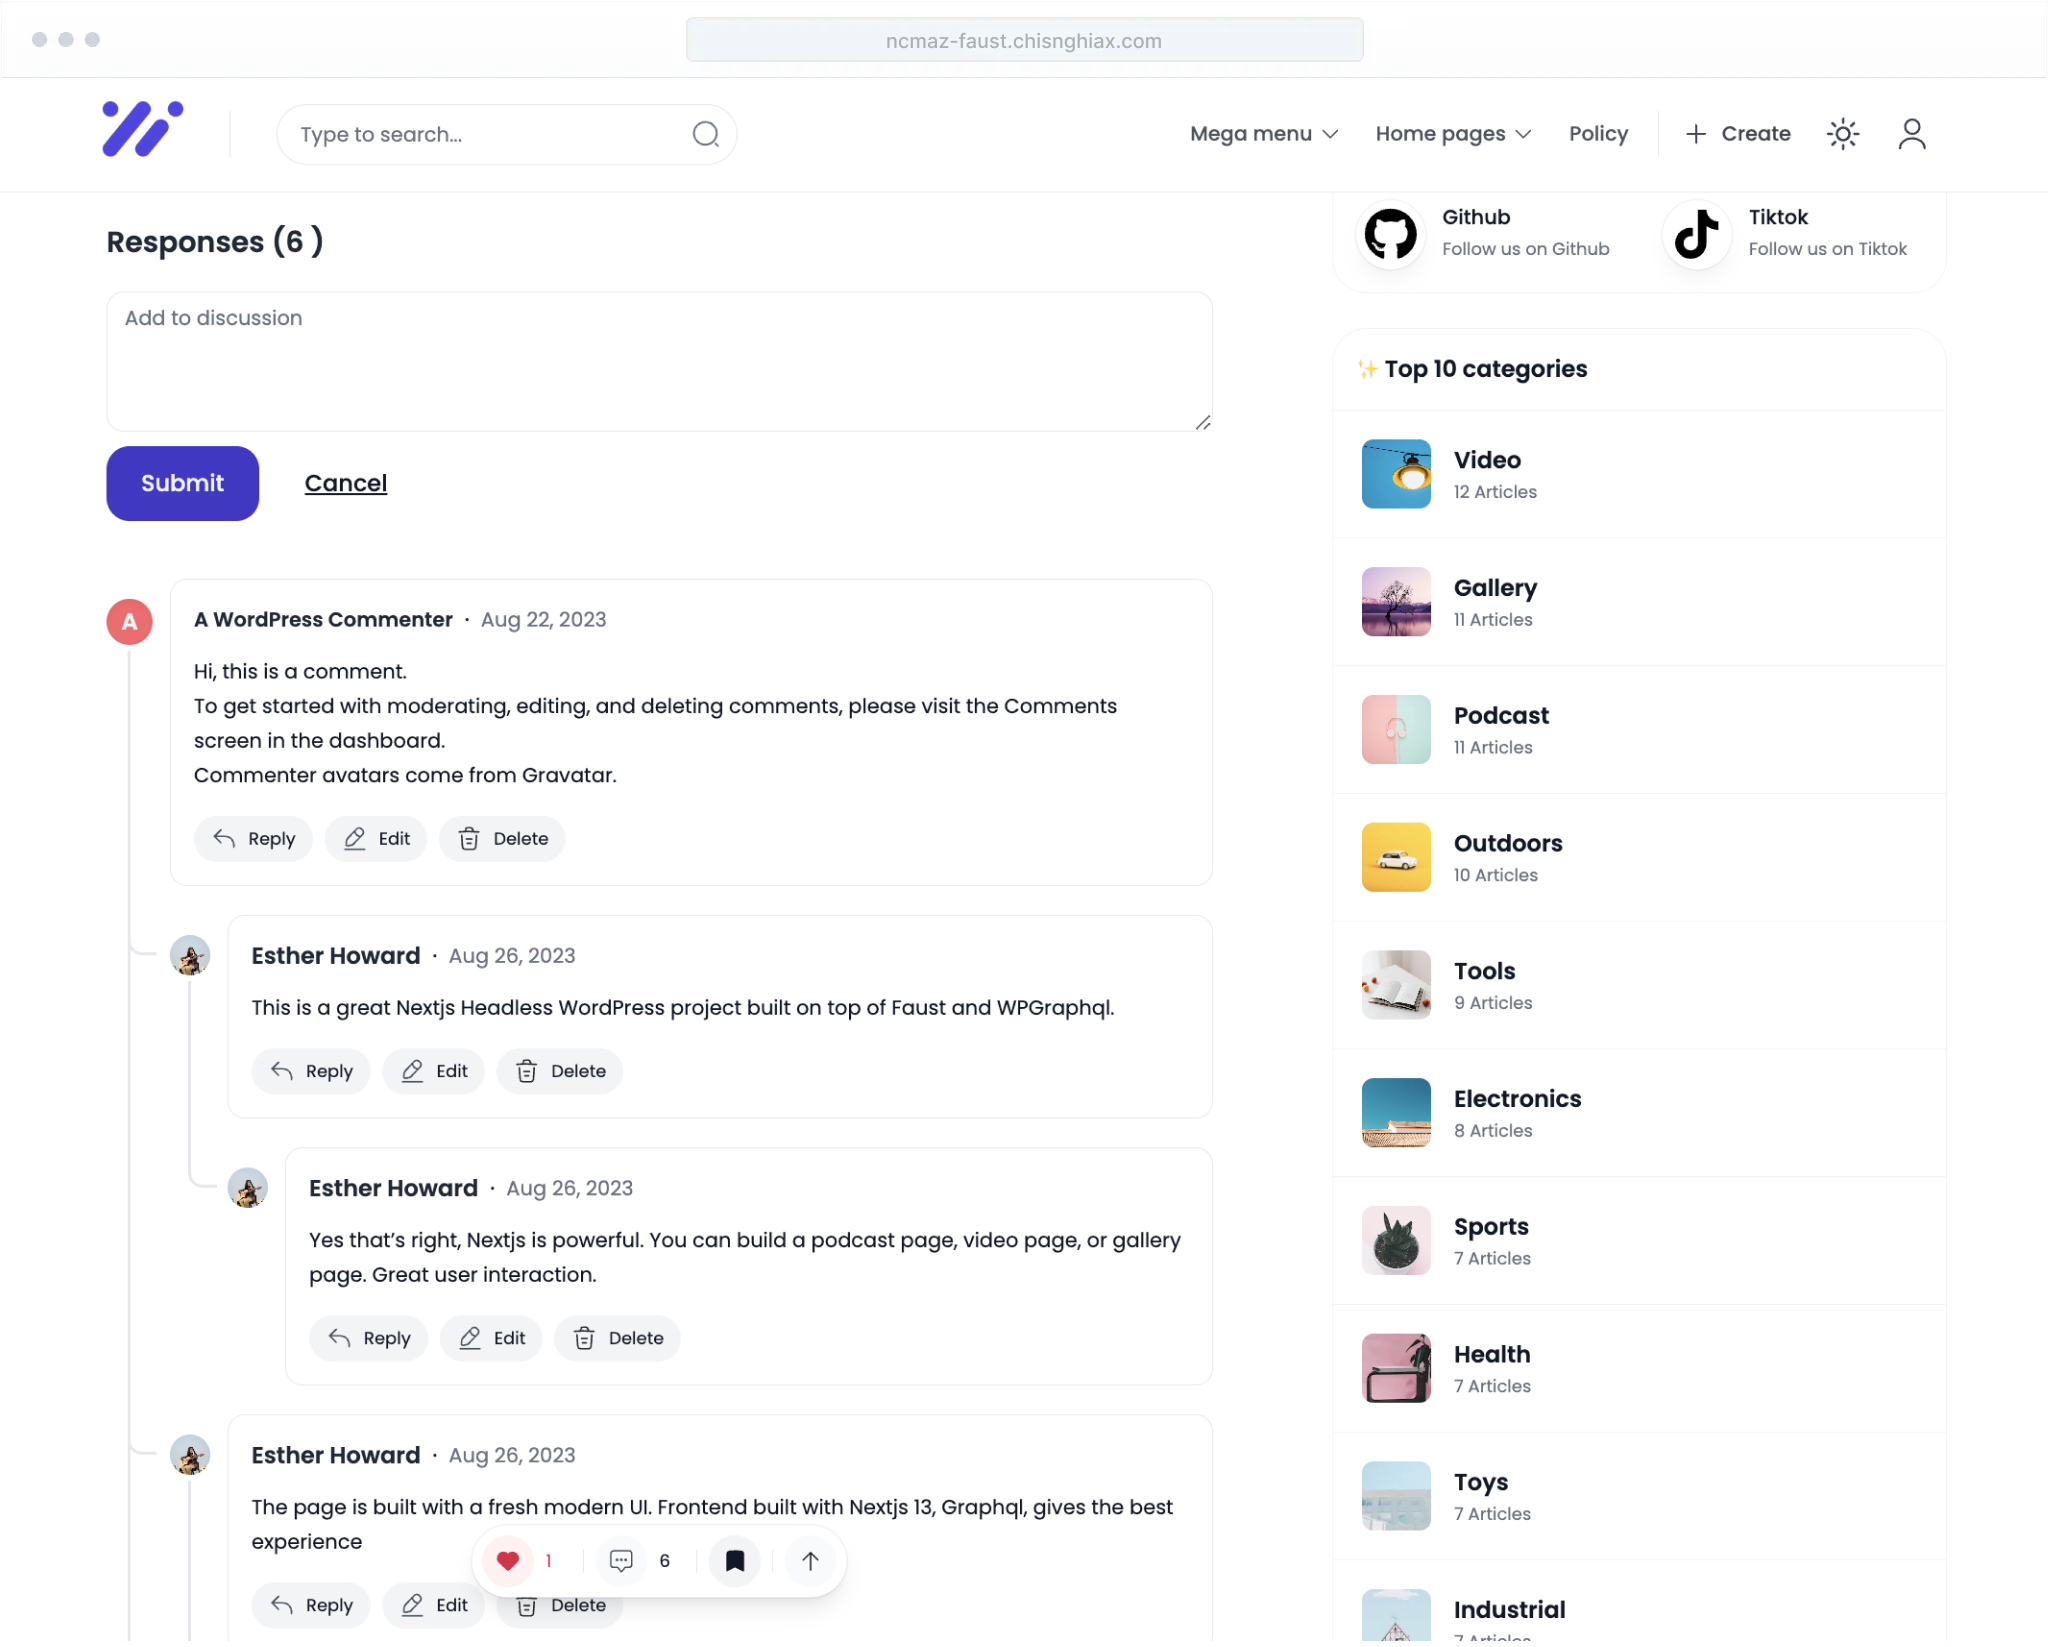 ncmaz-faust.chisnghiax.com
Type to search...
Mega menu
Home pages
Policy
Create
Responses (6 )
Add to discussion
Submit
Cancel
A
A WordPress Commenter · Aug 22, 2023
Hi, this is a comment.
To get started with moderating, editing, and deleting comments, please visit the Comments
screen in the dashboard.
Commenter avatars come from Gravatar.
Reply
Edit
Delete
Esther Howard · Aug 26, 2023
This is a great Nextjs Headless WordPress project built on top of Faust and WPGraphql.
Reply
Edit
Delete
Esther Howard · Aug 26, 2023
Yes that’s right, Nextjs is powerful. You can build a podcast page, video page, or gallery
page. Great user interaction.
Reply
Edit
Delete
Esther Howard · Aug 26, 2023
The page is built with a fresh modern UI. Frontend built with Nextjs 13, Graphql, gives the best
experience
1
6
Reply
Edit
Delete
Github
Follow us on Github
Tiktok
Follow us on Tiktok
✨ Top 10 categories
Video
12 Articles
Gallery
11 Articles
Podcast
11 Articles
Outdoors
10 Articles
Tools
9 Articles
Electronics
8 Articles
Sports
7 Articles
Health
7 Articles
Toys
7 Articles
Industrial
7 Articles